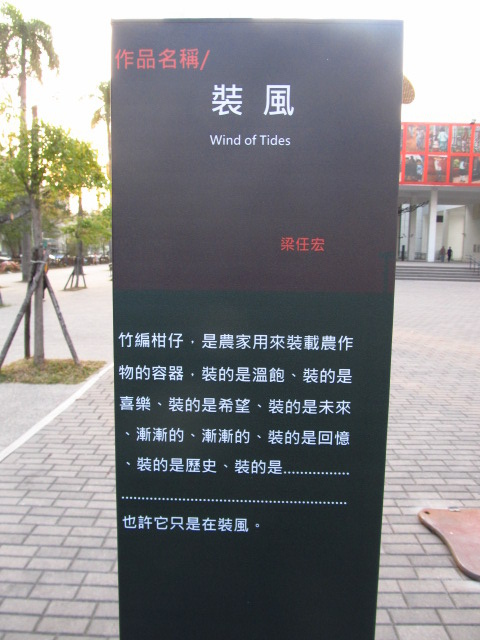 作品名稱/
裝風
Wind of Tides
梁任宏
竹編柑仔，是農家用來裝載農作
物的容器，裝的是溫飽、裝的是
喜樂、裝的是希望、裝的是未來
、漸漸的、漸漸的、裝的是回憶
、裝的是歷史、裝的是................
......................................................
也許它只是在裝風。